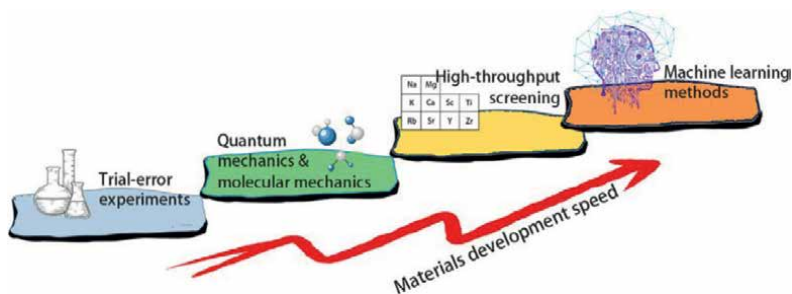 Trial-error
experiments
Quantum
mechanics &
molecular mechanics
High-throughput
screening
Na Mg
K Ca Sc Ti
Rb Sr Y Zr
Machine learning
methods
Materials development speed